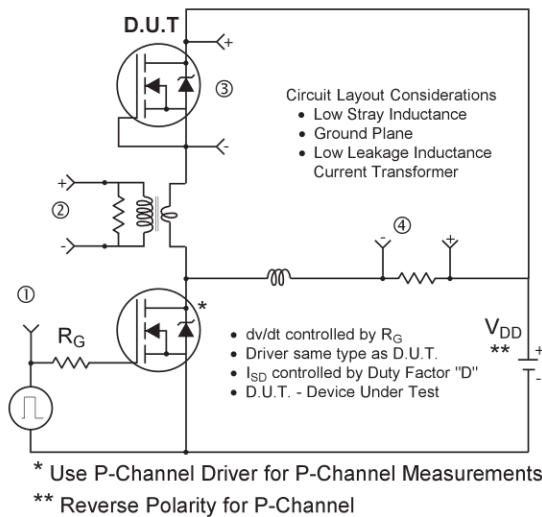 D.U.T
+
③
-
Circuit Layout Considerations
• Low Stray Inductance
• Ground Plane
• Low Leakage Inductance
Current Transformer
+
②
-
④
- +
①
R_G
*
• dv/dt controlled by R_G
• Driver same type as D.U.T.
• I_SD controlled by Duty Factor "D"
• D.U.T. - Device Under Test
V_DD
**
+
-
* Use P-Channel Driver for P-Channel Measurements
** Reverse Polarity for P-Channel